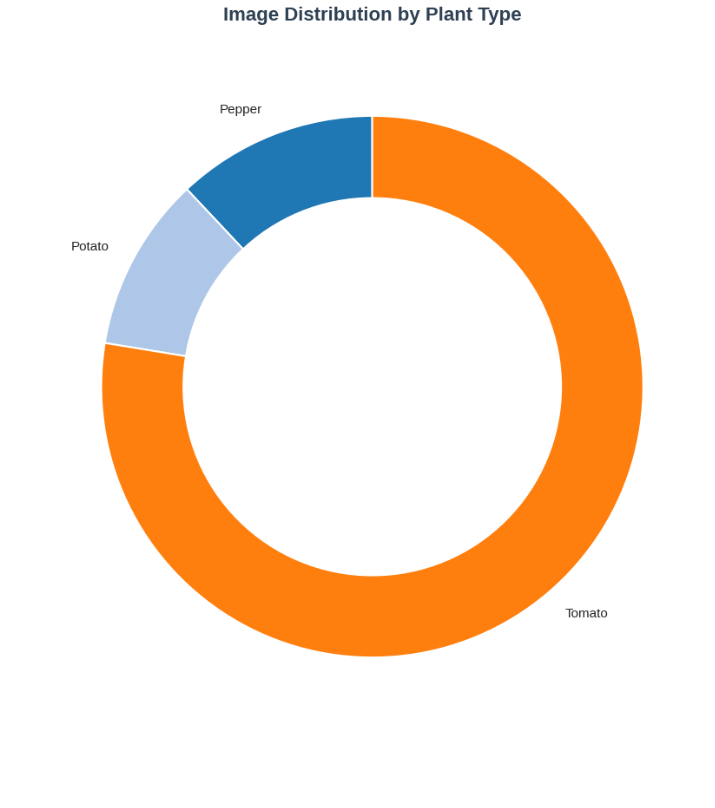 Image Distribution by Plant Type
Pepper
Potato
Tomato